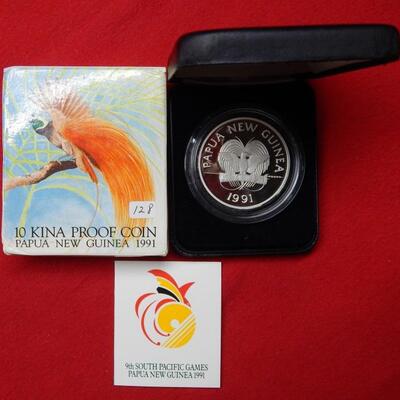 128
10 KINA PROOF COIN
PAPUA NEW GUINEA 1991
PAPUA NEW GUINEA
1991
9th SOUTH PACIFIC GAMES
PAPUA NEW GUINEA 1991